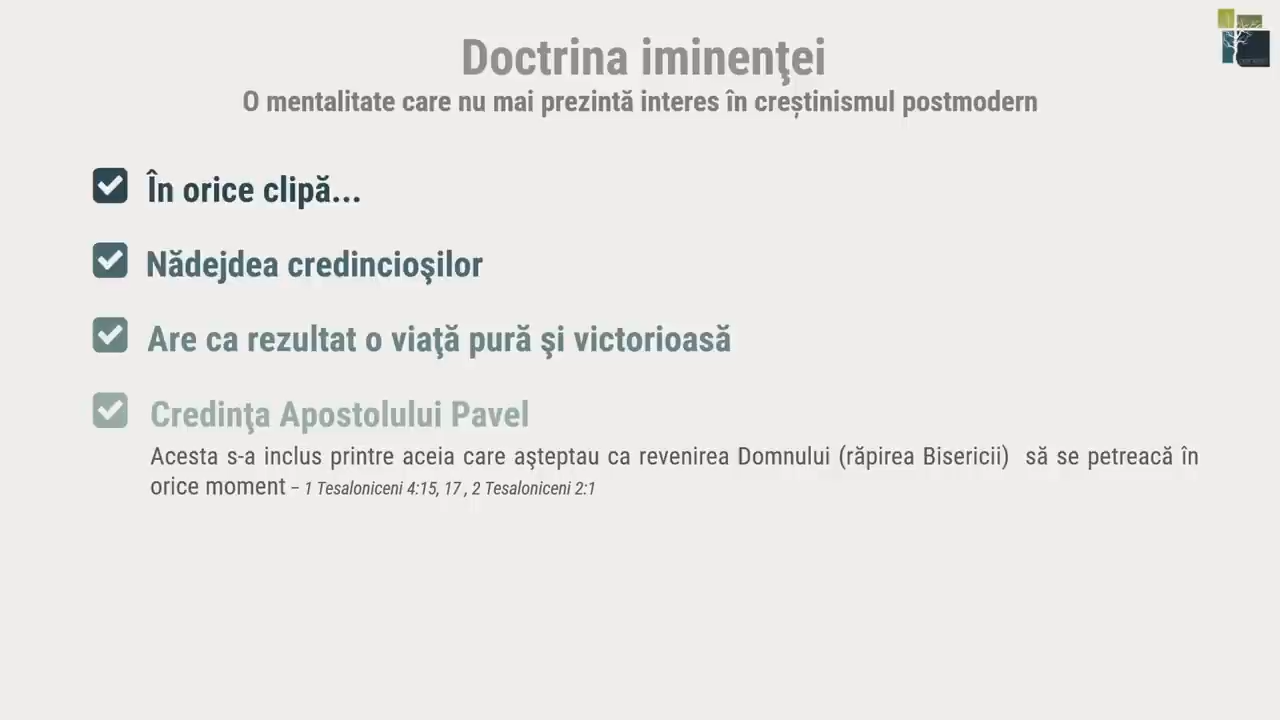 Doctrina iminenţei
O mentalitate care nu mai prezintă interes în creștinismul postmodern
În orice clipă...
Nădejdea credincioşilor
Are ca rezultat o viaţă pură şi victorioasă
Credinţa Apostolului Pavel
Acesta s-a inclus printre aceia care aşteptau ca revenirea Domnului (răpirea Bisericii) să se petreacă în
orice moment – 1 Tesaloniceni 4:15, 17 , 2 Tesaloniceni 2:1